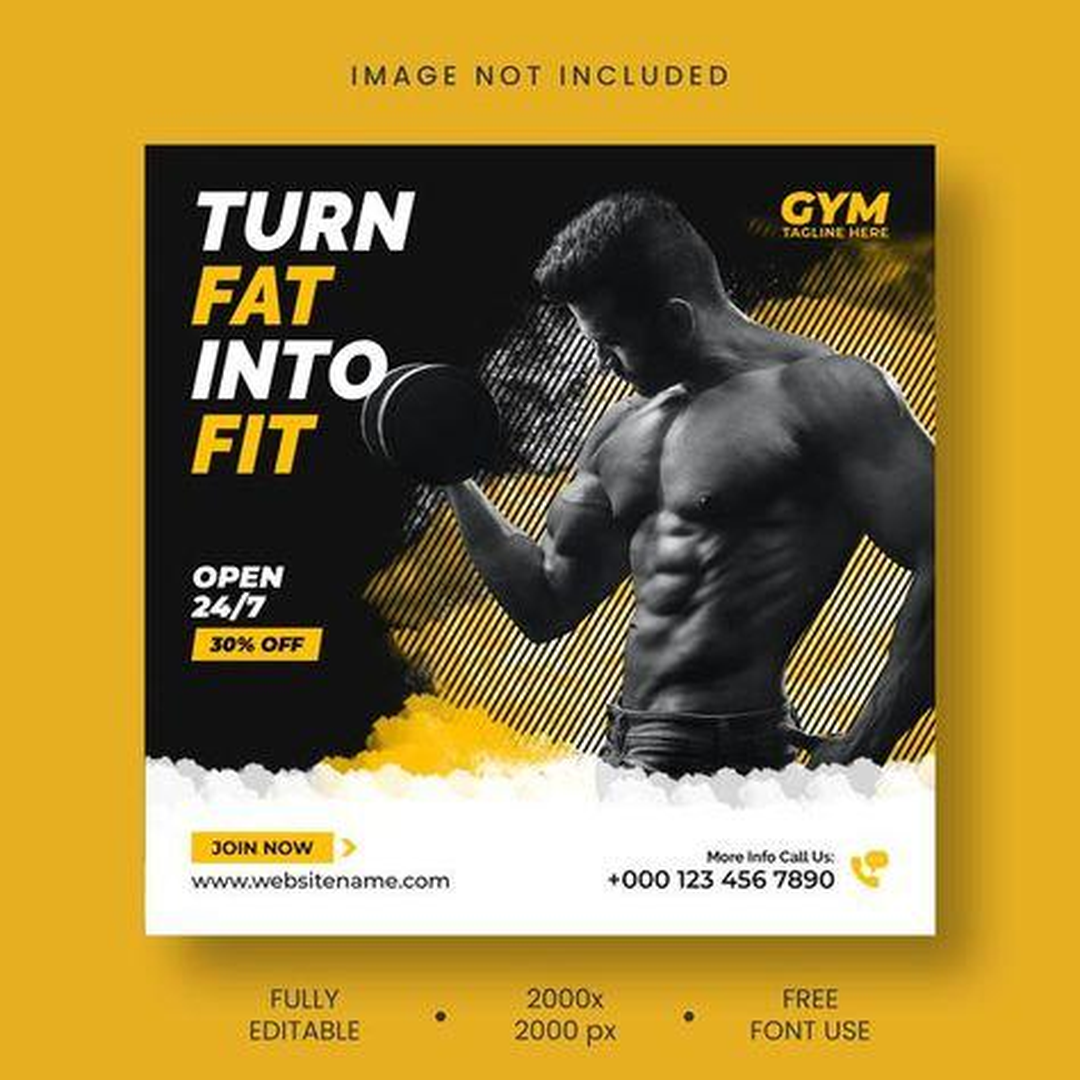 IMAGE NOT INCLUDED
TURN
FAT
INTO
FIT
GYM
TAGLINE HERE
OPEN
24/7
30% OFF
JOIN NOW
www.websitename.com
More Info Call Us:
+000 123 456 7890
FULLY
EDITABLE
2000x
2000 px
FREE
FONT USE